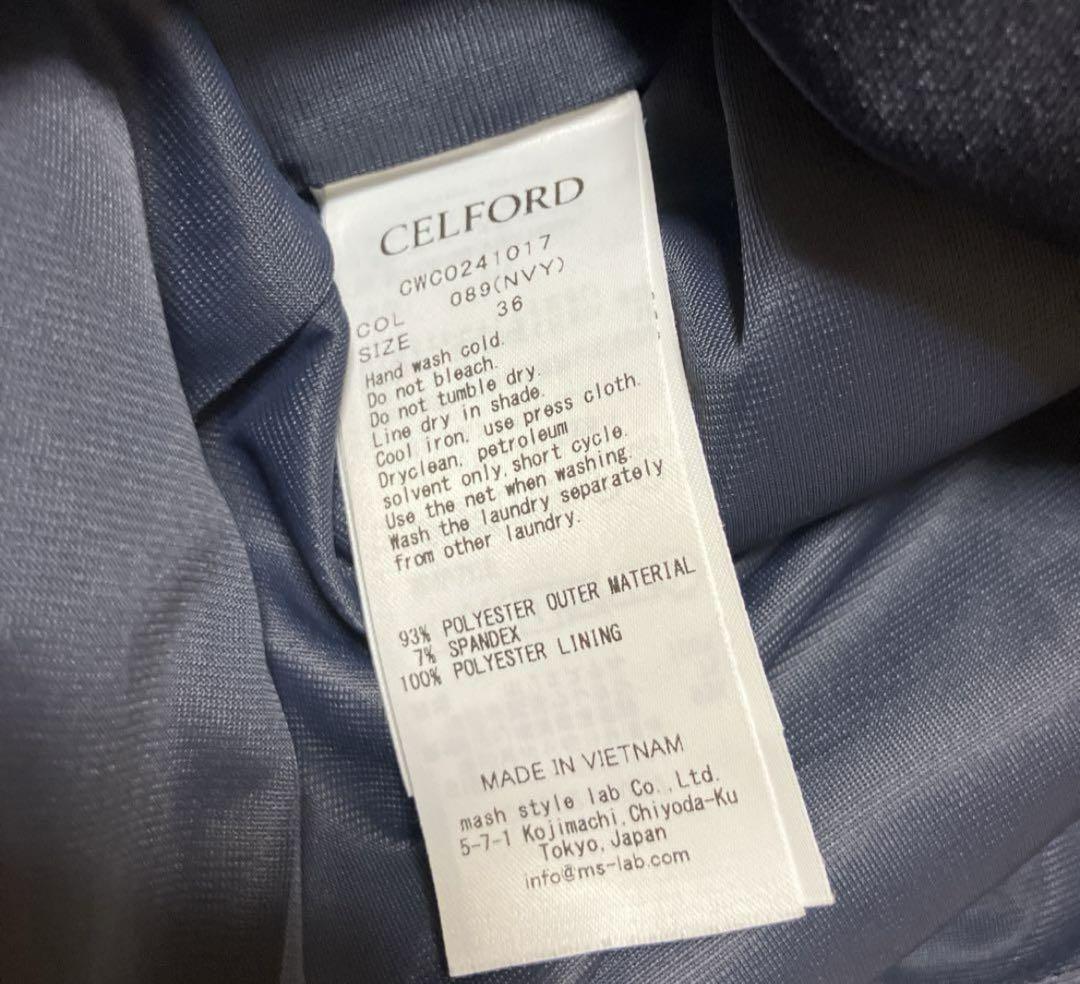 CELFORD
CWCO241017
COL 089(NVY)
SIZE 36
Hand wash cold.
Do not bleach.
Do not tumble dry.
Line dry in shade.
Cool iron, use press cloth.
Dryclean, petroleum
solvent only, short cycle.
Use the net when washing.
Wash the laundry separately
from other laundry.
93% POLYESTER OUTER MATERIAL
7% SPANDEX
100% POLYESTER LINING
MADE IN VIETNAM
mash style lab Co.,Ltd.
5-7-1 Kojimachi,Chiyoda-Ku
Tokyo,Japan
info@ms-lab.com